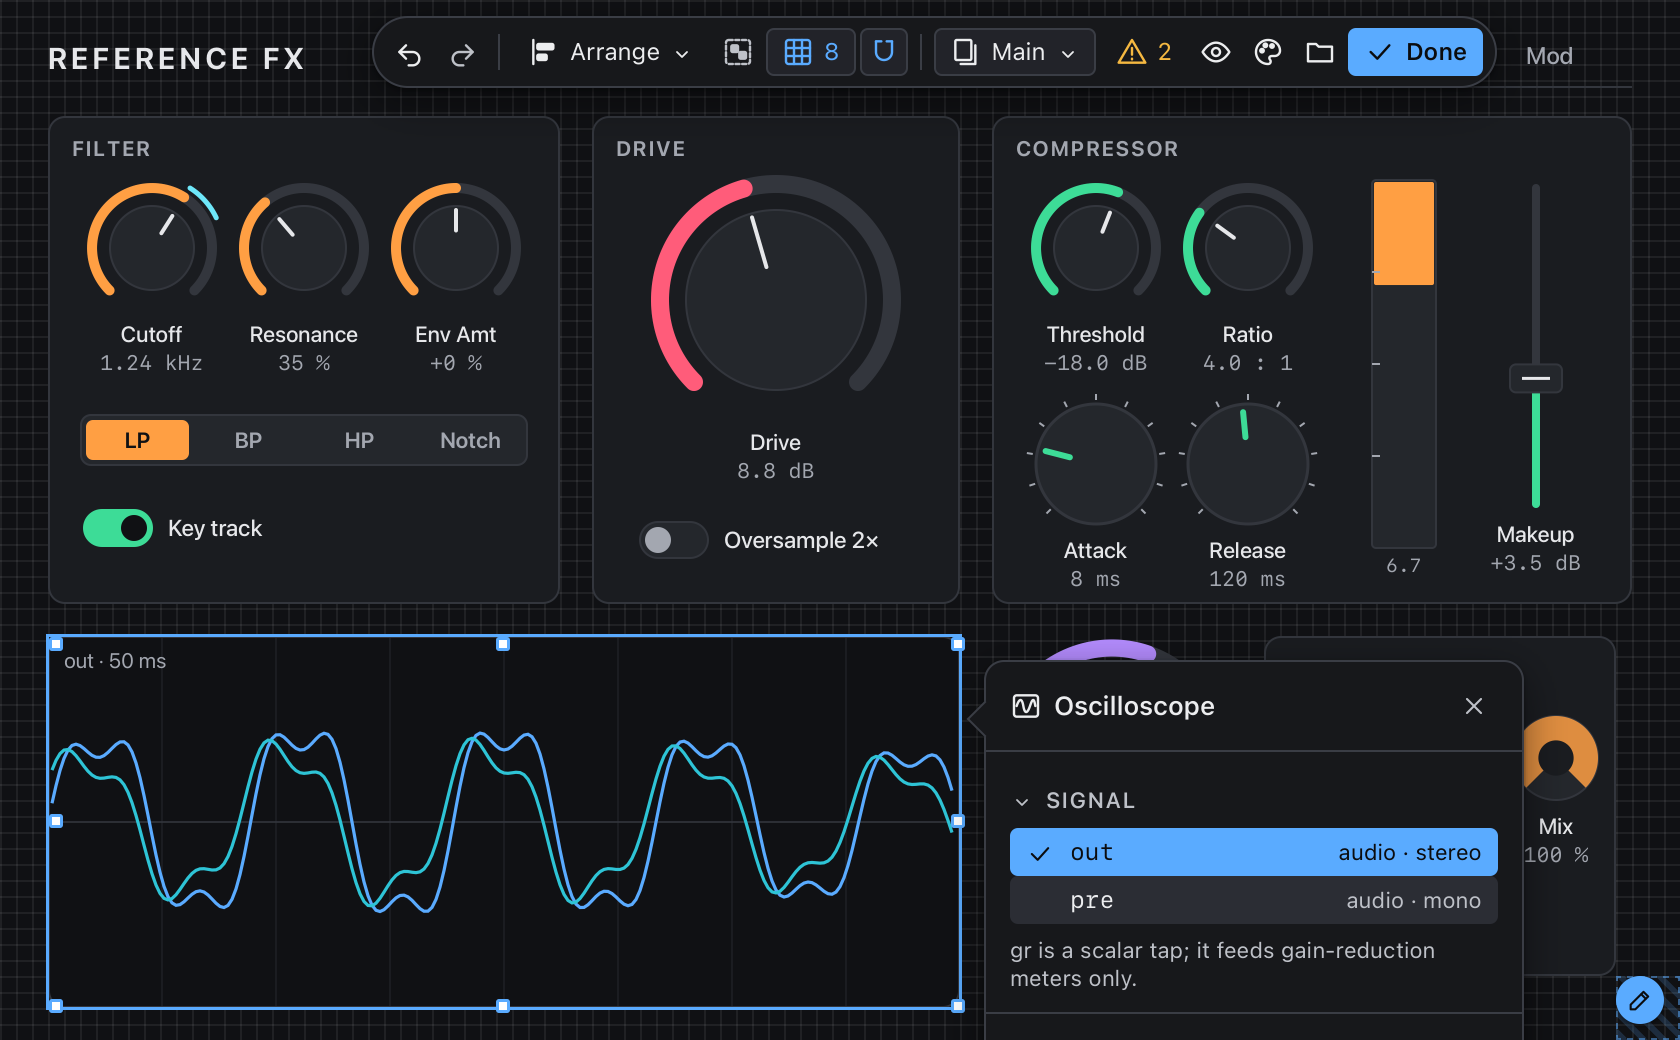 REFERENCE FX
Arrange
8
Main
2
Done
Mod
FILTER
Cutoff
1.24 kHz
Resonance
35 %
Env Amt
+0 %
LP
BP
HP
Notch
Key track
DRIVE
Drive
8.8 dB
Oversample 2×
COMPRESSOR
Threshold
−18.0 dB
Ratio
4.0 : 1
Attack
8 ms
Release
120 ms
6.7
Makeup
+3.5 dB
out · 50 ms
Oscilloscope
SIGNAL
out audio · stereo
pre audio · mono
gr is a scalar tap; it feeds gain-reduction
meters only.
Mix
100 %